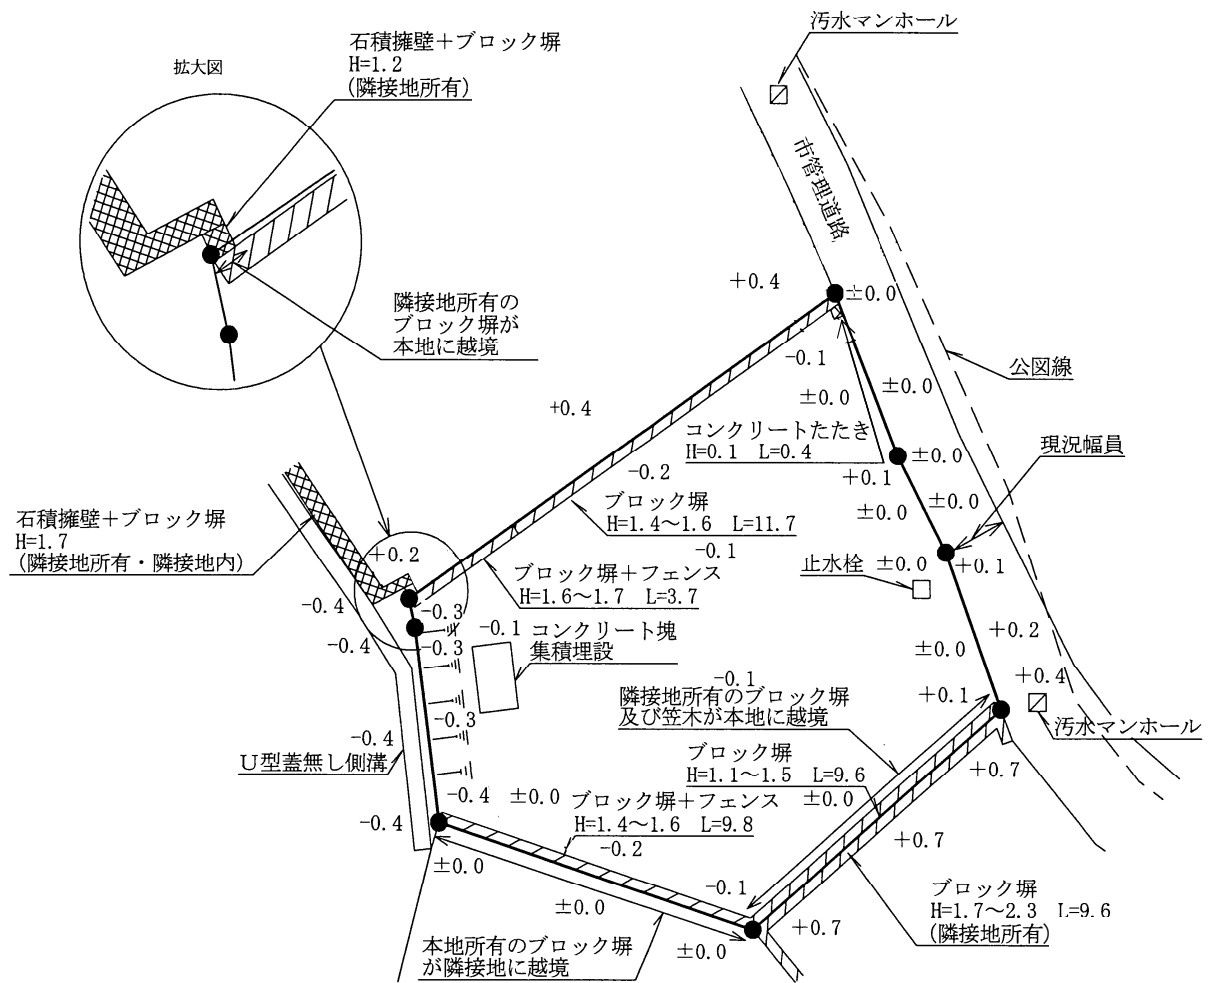 汚水マンホール
石積擁壁＋ブロック塀
H=1.2
(隣接地所有)
拡大図
市管理道路
隣接地所有の
ブロック塀が
本地に越境
+0.4
±0.0
-0.1
±0.0
±0.0
公図線
+0.4
コンクリートたたき
H=0.1 L=0.4
±0.0
現況幅員
-0.2
+0.1
±0.0
±0.0
ブロック塀
H=1.4～1.6 L=11.7
-0.1
石積擁壁＋ブロック塀
H=1.7
(隣接地所有・隣接地内)
+0.2
ブロック塀＋フェンス
H=1.6～1.7 L=3.7
止水栓
±0.0
+0.1
-0.4
-0.3
-0.4
-0.3
-0.1
コンクリート塊
集積埋設
+0.2
±0.0
-0.1
+0.4
+0.1
隣接地所有のブロック塀
及び笠木が本地に越境
汚水マンホール
-0.3
-0.4
U型蓋無し側溝
ブロック塀
H=1.1～1.5 L=9.6
+0.7
-0.4
±0.0
ブロック塀＋フェンス
H=1.4～1.6 L=9.8
±0.0
-0.4
-0.2
+0.7
±0.0
-0.1
ブロック塀
H=1.7～2.3 L=9.6
(隣接地所有)
±0.0
+0.7
本地所有のブロック塀
が隣接地に越境
±0.0